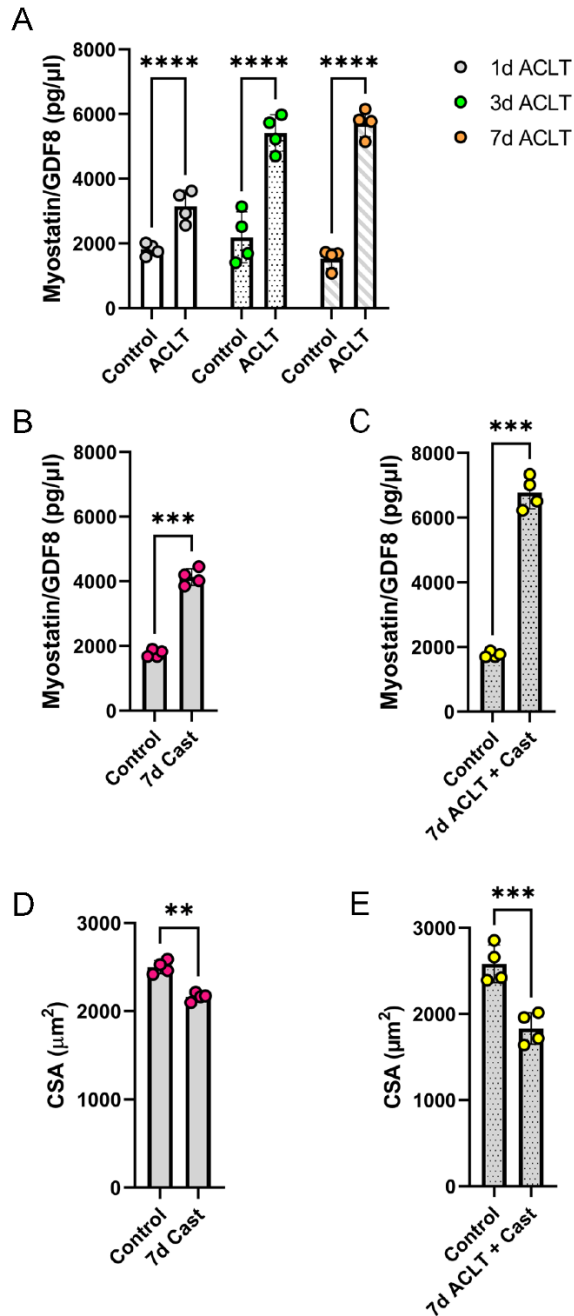 A
Myostatin/GDF8 (pg/µl)
8000
6000
4000
2000
0
**** **** ****
Control ACLT Control ACLT Control ACLT
1d ACLT
3d ACLT
7d ACLT
B
Myostatin/GDF8 (pg/µl)
8000
6000
4000
2000
0
***
Control 7d Cast
C
Myostatin/GDF8 (pg/µl)
8000
6000
4000
2000
0
***
Control 7d ACLT + Cast
D
CSA (µm²)
3000
2000
1000
0
**
Control 7d Cast
E
CSA (µm²)
3000
2000
1000
0
***
Control 7d ACLT + Cast